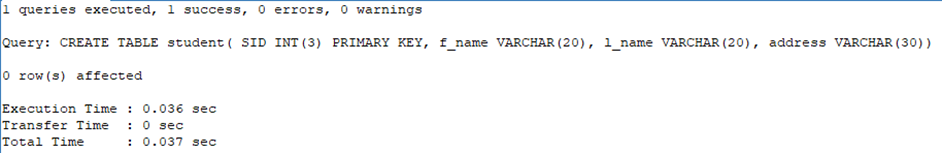 1 queries executed, 1 success, 0 errors, 0 warnings
Query: CREATE TABLE student( SID INT(3) PRIMARY KEY, f_name VARCHAR(20), l_name VARCHAR(20), address VARCHAR(30))
0 row(s) affected
Execution Time : 0.036 sec
Transfer Time  : 0 sec
Total Time     : 0.037 sec